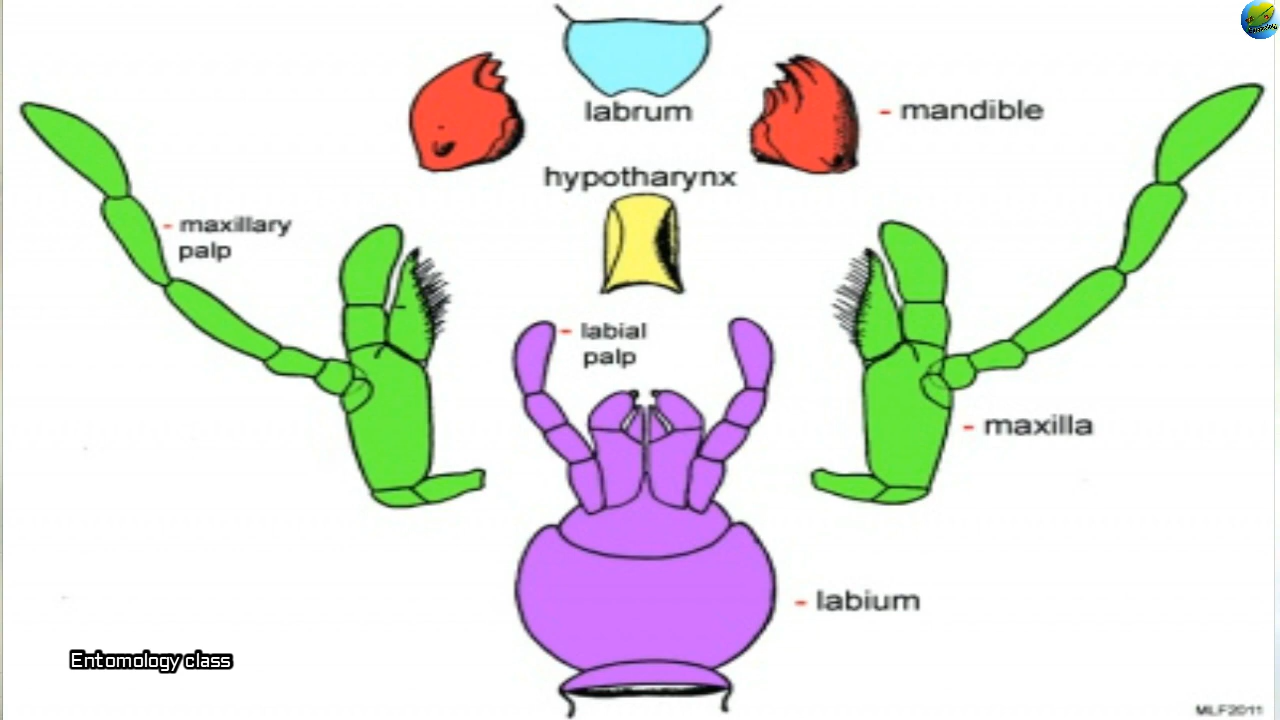 labrum
- mandible
hypotharynx
- maxillary
palp
- labial
palp
- maxilla
- labium
Entomology class
MLF2011